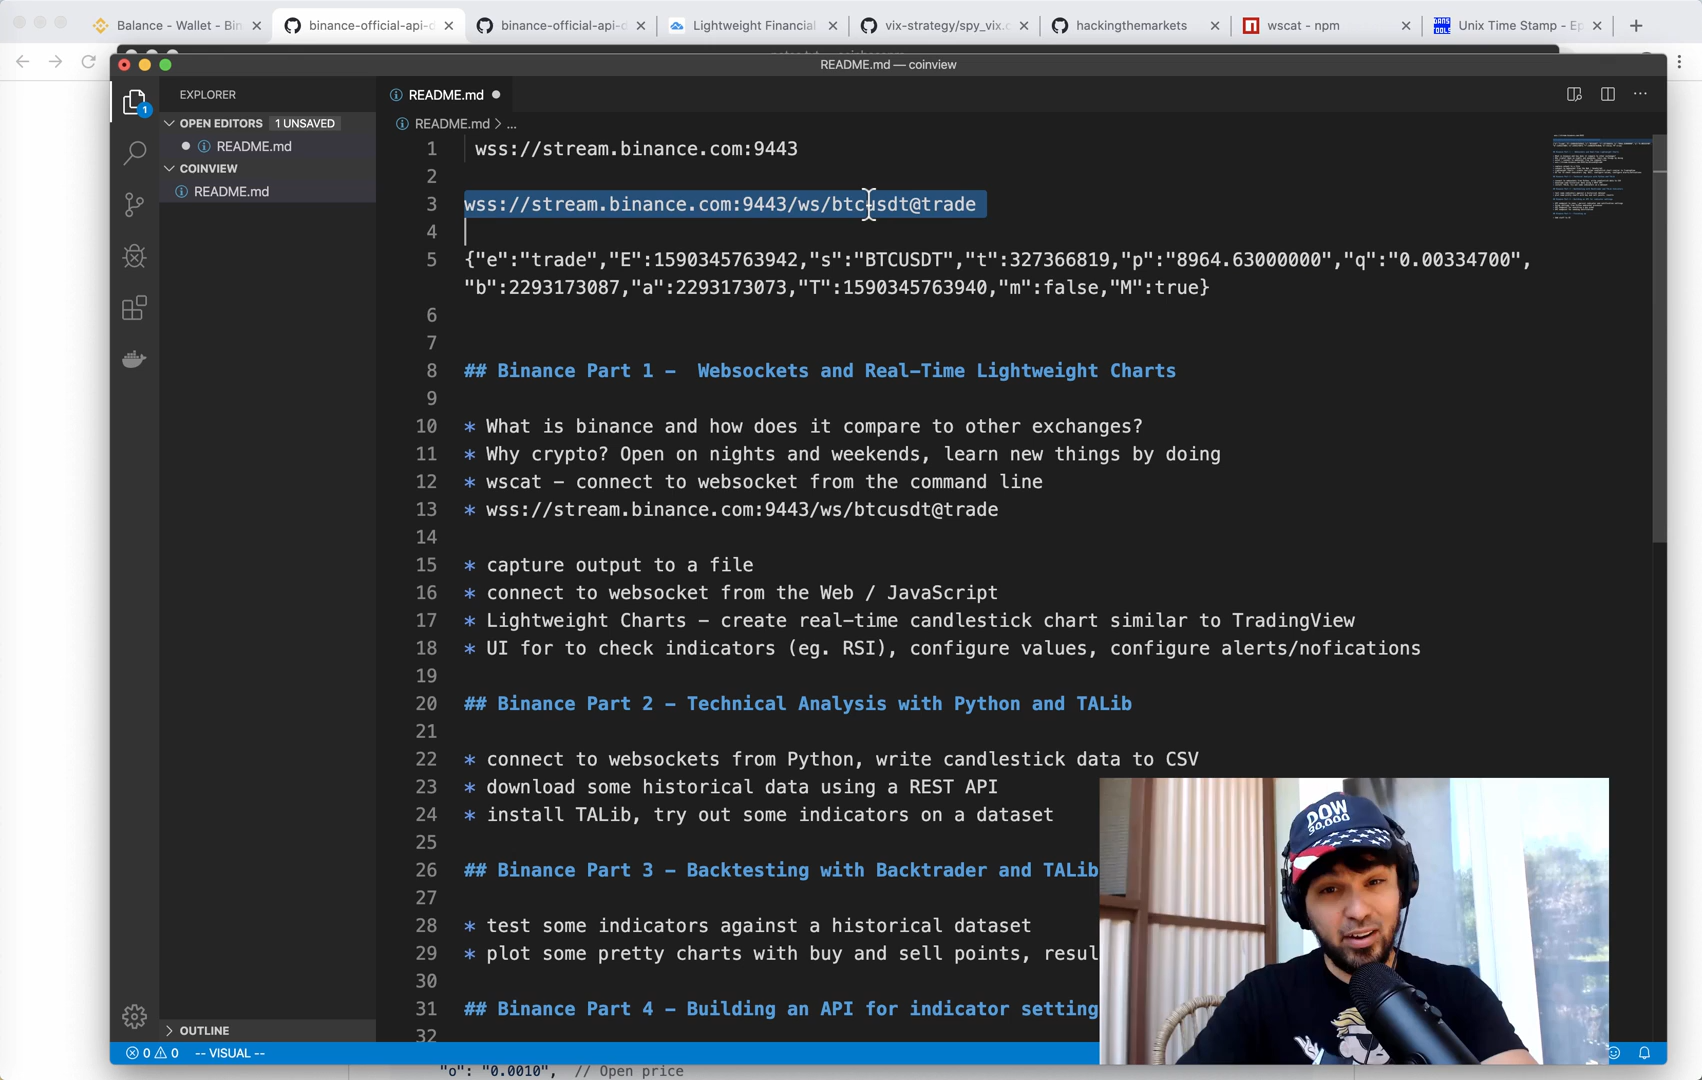 Balance - Wallet - Bin
binance-official-api-d
binance-official-api-d
Lightweight Financial
vix-strategy/spy_vix.c
hackingthemarkets
wscat - npm
Unix Time Stamp - Ep
README.md — coinview
EXPLORER
OPEN EDITORS 1 UNSAVED
README.md
COINVIEW
README.md
OUTLINE
README.md
README.md > ...
1 wss://stream.binance.com:9443
2
3 wss://stream.binance.com:9443/ws/btcusdt@trade
4
5 {"e":"trade","E":1590345763942,"s":"BTCUSDT","t":327366819,"p":"8964.63000000","q":"0.00334700",
"b":2293173087,"a":2293173073,"T":1590345763940,"m":false,"M":true}
6
7
8 ## Binance Part 1 -  Websockets and Real-Time Lightweight Charts
9
10 * What is binance and how does it compare to other exchanges?
11 * Why crypto? Open on nights and weekends, learn new things by doing
12 * wscat - connect to websocket from the command line
13 * wss://stream.binance.com:9443/ws/btcusdt@trade
14
15 * capture output to a file
16 * connect to websocket from the Web / JavaScript
17 * Lightweight Charts - create real-time candlestick chart similar to TradingView
18 * UI for to check indicators (eg. RSI), configure values, configure alerts/nofications
19
20 ## Binance Part 2 - Technical Analysis with Python and TALib
21
22 * connect to websockets from Python, write candlestick data to CSV
23 * download some historical data using a REST API
24 * install TALib, try out some indicators on a dataset
25
26 ## Binance Part 3 - Backtesting with Backtrader and TALib
27
28 * test some indicators against a historical dataset
29 * plot some pretty charts with buy and sell points, resul
30
31 ## Binance Part 4 - Building an API for indicator setting
32
DOW
30,000
0 0 -- VISUAL --
"o": "0.0010",  // Open price